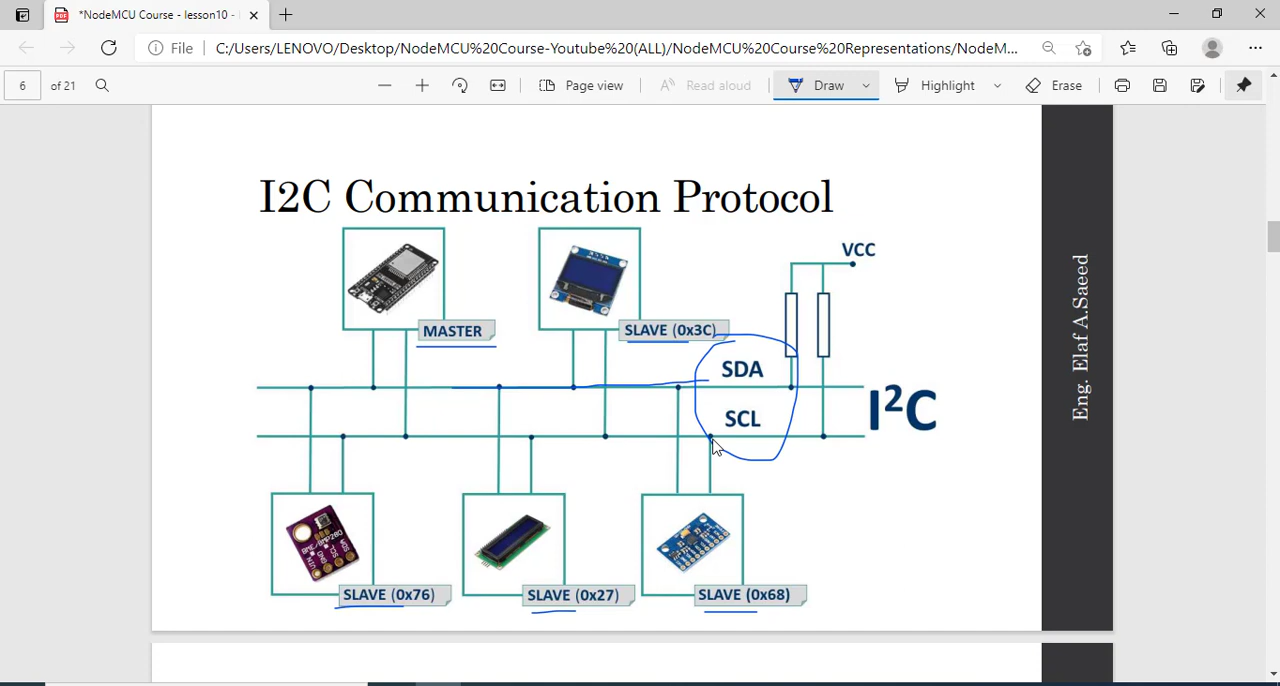 *NodeMCU Course - lesson10 -
File C:/Users/LENOVO/Desktop/NodeMCU%20Course-Youtube%20(ALL)/NodeMCU%20Course%20Representations/NodeM...
6 of 21 Page view Read aloud Draw Highlight Erase
I2C Communication Protocol
VCC
MASTER
SLAVE (0x3C)
SDA
SCL
I²C
SLAVE (0x76)
SLAVE (0x27)
SLAVE (0x68)
Eng. Elaf A.Saeed